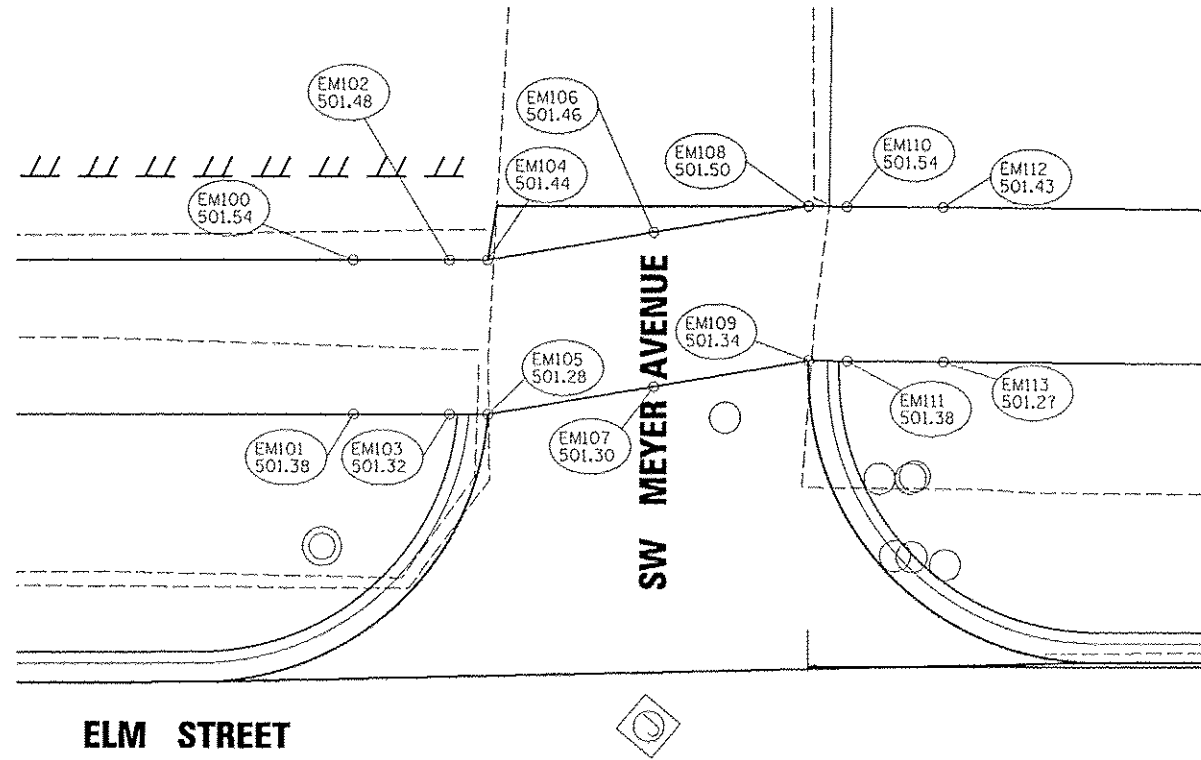 EM102
501.48
EM106
501.46
EM104
501.44
EM108
501.50
EM110
501.54
EM112
501.43
EM100
501.54
EM109
501.34
EM105
501.28
EM111
501.38
EM113
501.27
EM101
501.38
EM103
501.32
EM107
501.30
SW MEYER AVENUE
ELM STREET
J